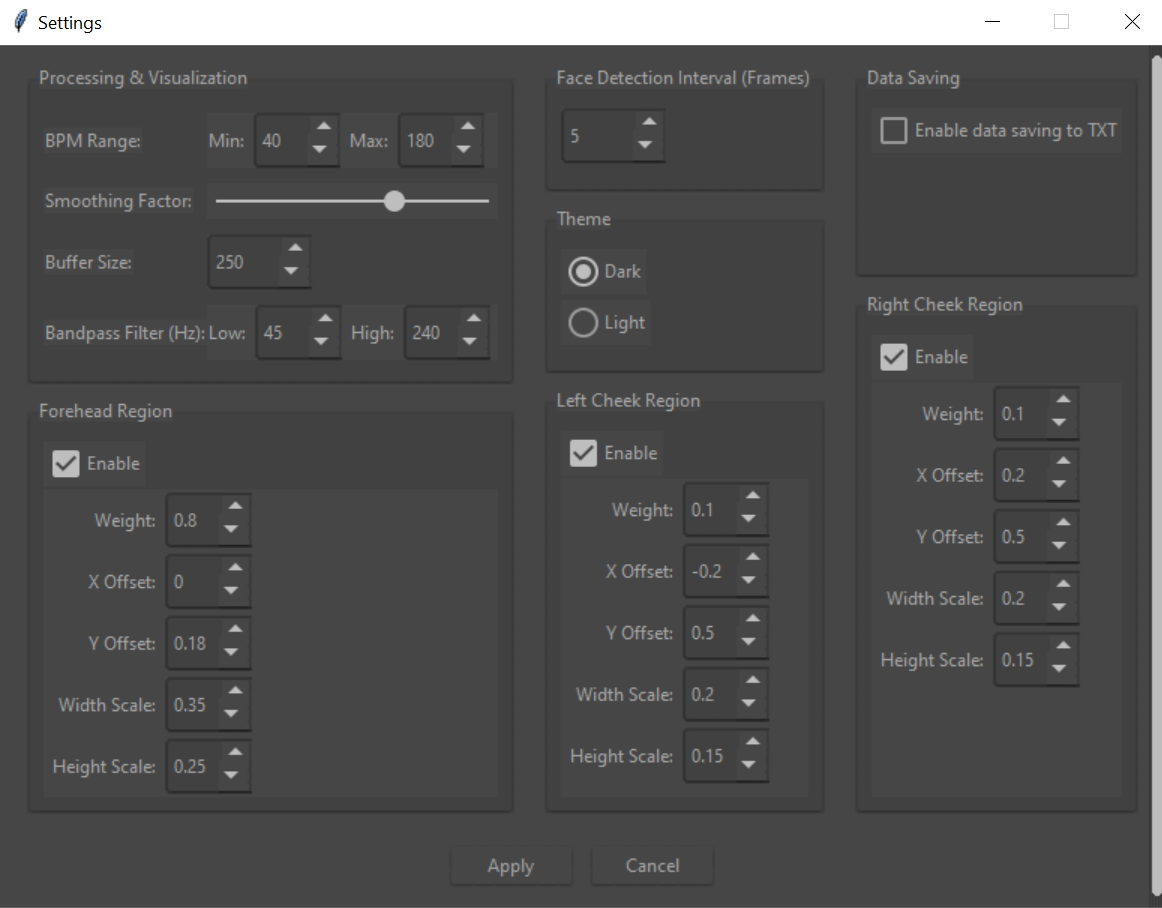 Settings
Processing & Visualization
BPM Range: Min: 40 Max: 180
Smoothing Factor:
Buffer Size: 250
Bandpass Filter (Hz): Low: 45 High: 240
Face Detection Interval (Frames)
5
Theme
Dark
Light
Data Saving
Enable data saving to TXT
Forehead Region
Enable
Weight: 0.8
X Offset: 0
Y Offset: 0.18
Width Scale: 0.35
Height Scale: 0.25
Left Cheek Region
Enable
Weight: 0.1
X Offset: -0.2
Y Offset: 0.5
Width Scale: 0.2
Height Scale: 0.15
Right Cheek Region
Enable
Weight: 0.1
X Offset: 0.2
Y Offset: 0.5
Width Scale: 0.2
Height Scale: 0.15
Apply Cancel